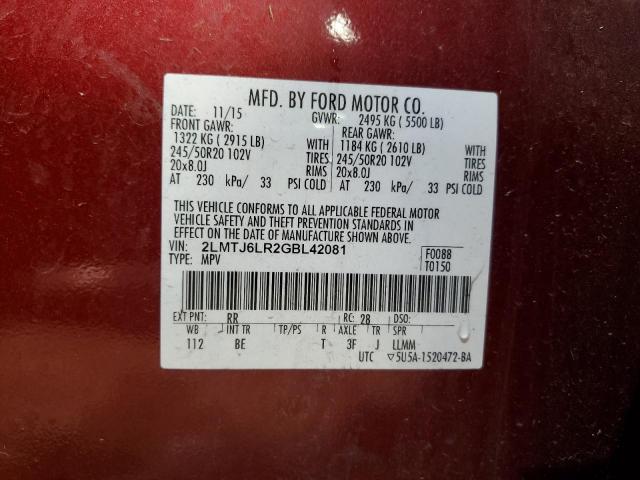 MFD. BY FORD MOTOR CO.
DATE: 11/15 GVWR: 2495 KG ( 5500 LB)
FRONT GAWR: REAR GAWR:
1322 KG ( 2915 LB) WITH 1184 KG ( 2610 LB) WITH
245/50R20 102V TIRES 245/50R20 102V TIRES
20x8.0J RIMS 20x8.0J RIMS
AT 230 kPa/ 33 PSI COLD AT 230 kPa/ 33 PSI COLD
THIS VEHICLE CONFORMS TO ALL APPLICABLE FEDERAL MOTOR
VEHICLE SAFETY AND THEFT PREVENTION STANDARDS IN
EFFECT ON THE DATE OF MANUFACTURE SHOWN ABOVE.
VIN: 2LMTJ6LR2GBL42081 F0088
TYPE: MPV T0150
EXT PNT: RR RC: 28 DSO:
WB INT TR TP/PS R AXLE TR SPR
112 BE T 3F J LLMM
UTC ▽5U5A-1520472-BA